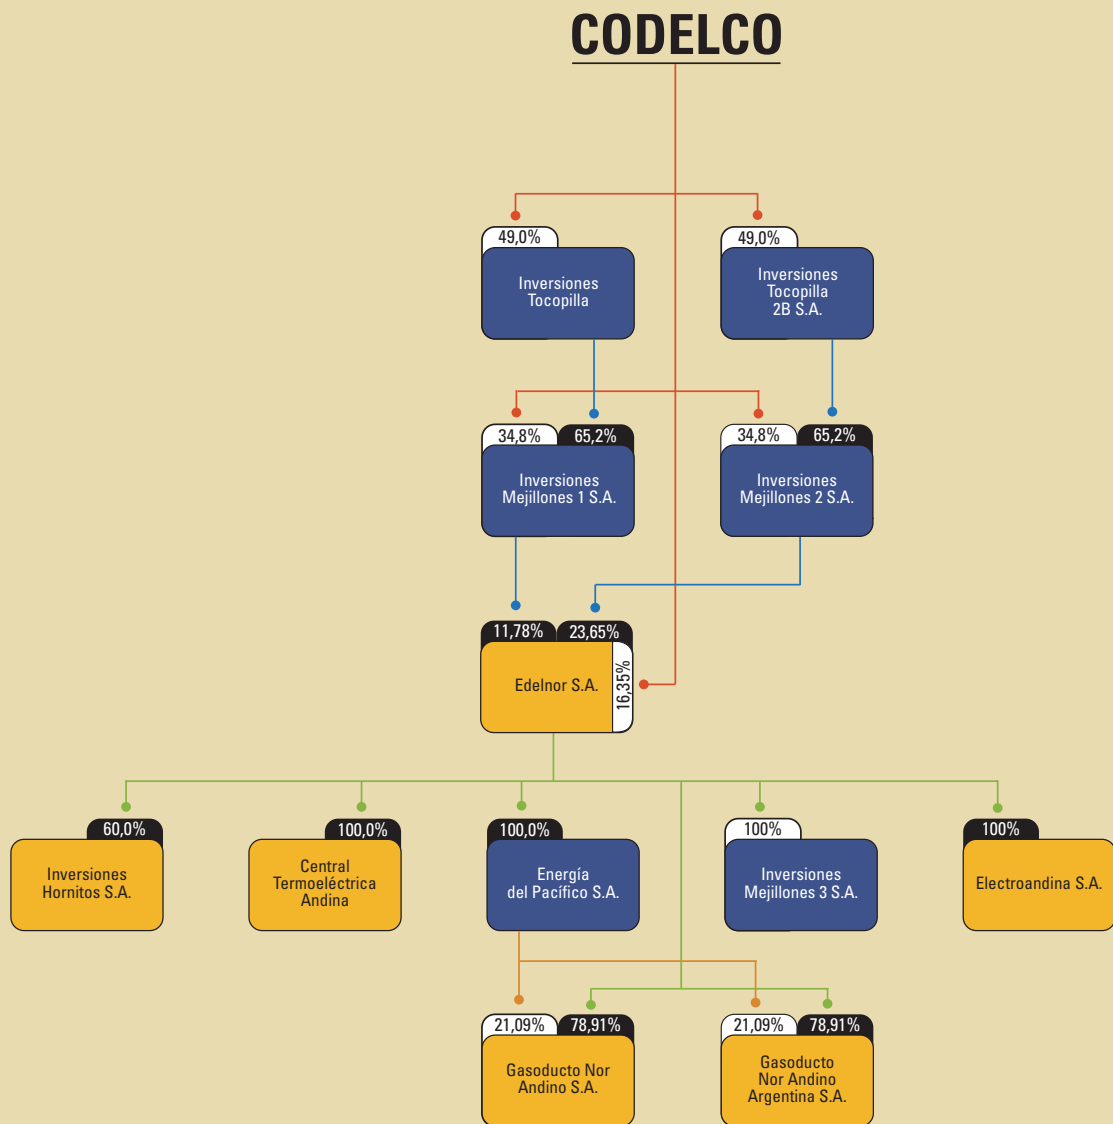 CODELCO
49,0%
Inversiones
Tocopilla
49,0%
Inversiones
Tocopilla
2B S.A.
34,8%
65,2%
Inversiones
Mejillones 1 S.A.
34,8%
65,2%
Inversiones
Mejillones 2 S.A.
11,78%
23,65%
Edelnor S.A.
16,35%
60,0%
Inversiones
Hornitos S.A.
100,0%
Central
Termoeléctrica
Andina
100,0%
Energía
del Pacífico S.A.
100%
Inversiones
Mejillones 3 S.A.
100%
Electroandina S.A.
21,09%
78,91%
Gasoducto Nor
Andino S.A.
21,09%
78,91%
Gasoducto
Nor Andino
Argentina S.A.